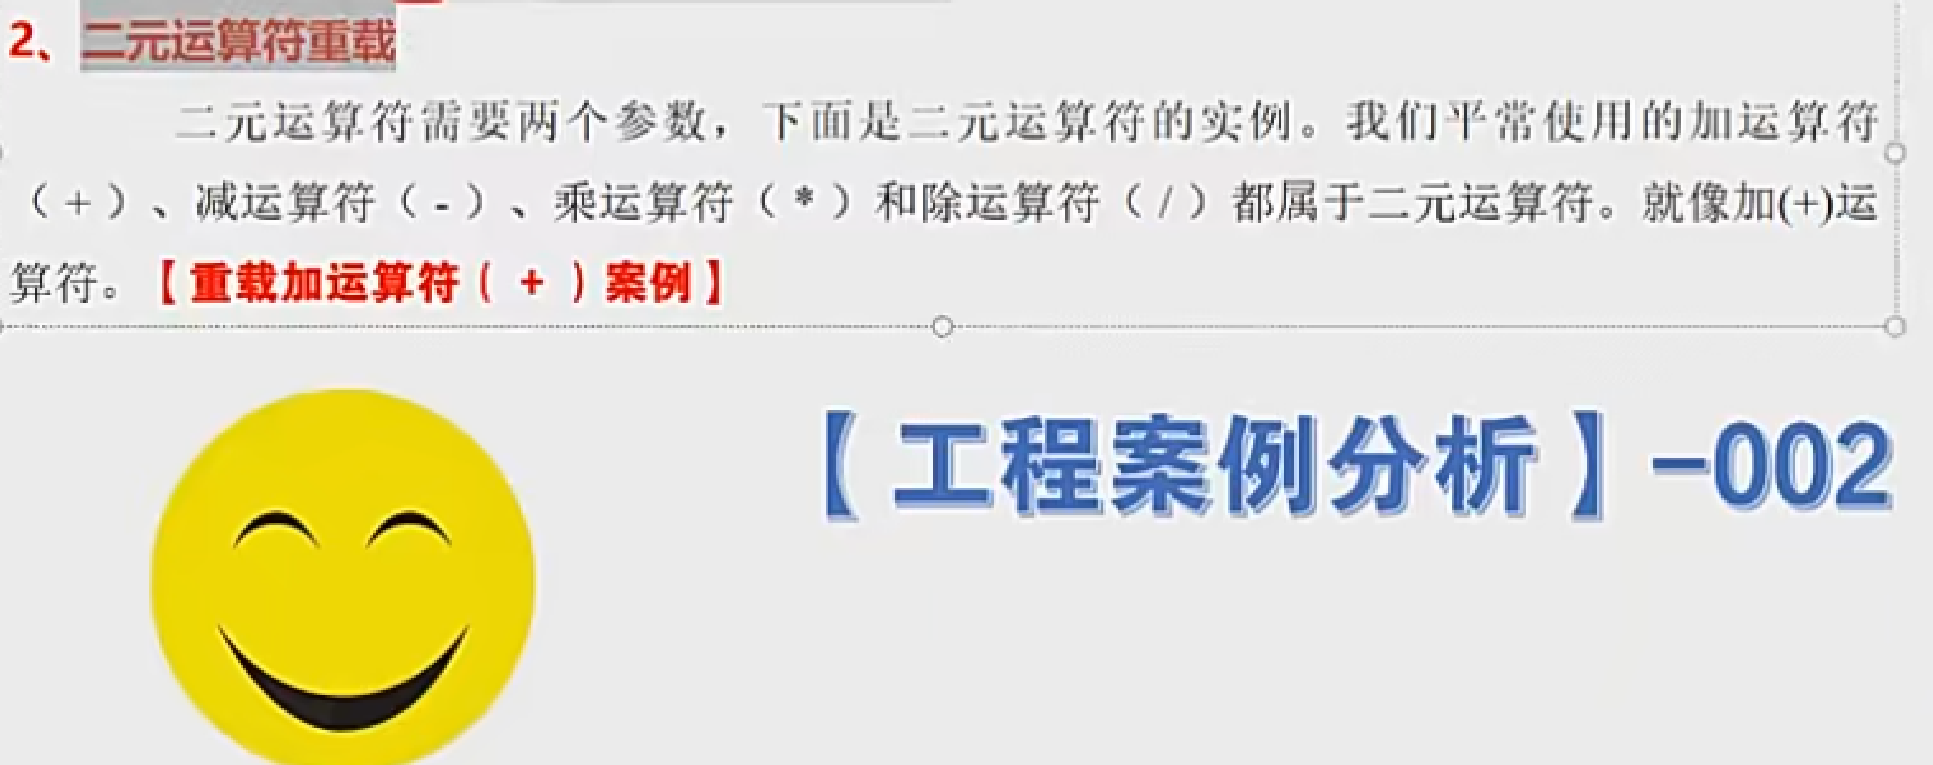 2、二元运算符重载
二元运算符需要两个参数，下面是二元运算符的实例。我们平常使用的加运算符
（+）、减运算符（-）、乘运算符（*）和除运算符（/）都属于二元运算符。就像加(+)运
算符。【重载加运算符（+）案例】
【工程案例分析】-002